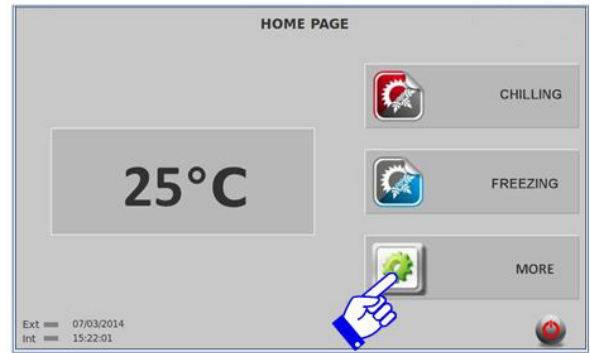 HOME PAGE
CHILLING
25°C
FREEZING
MORE
Ext 07/03/2014
Int 15:22:01